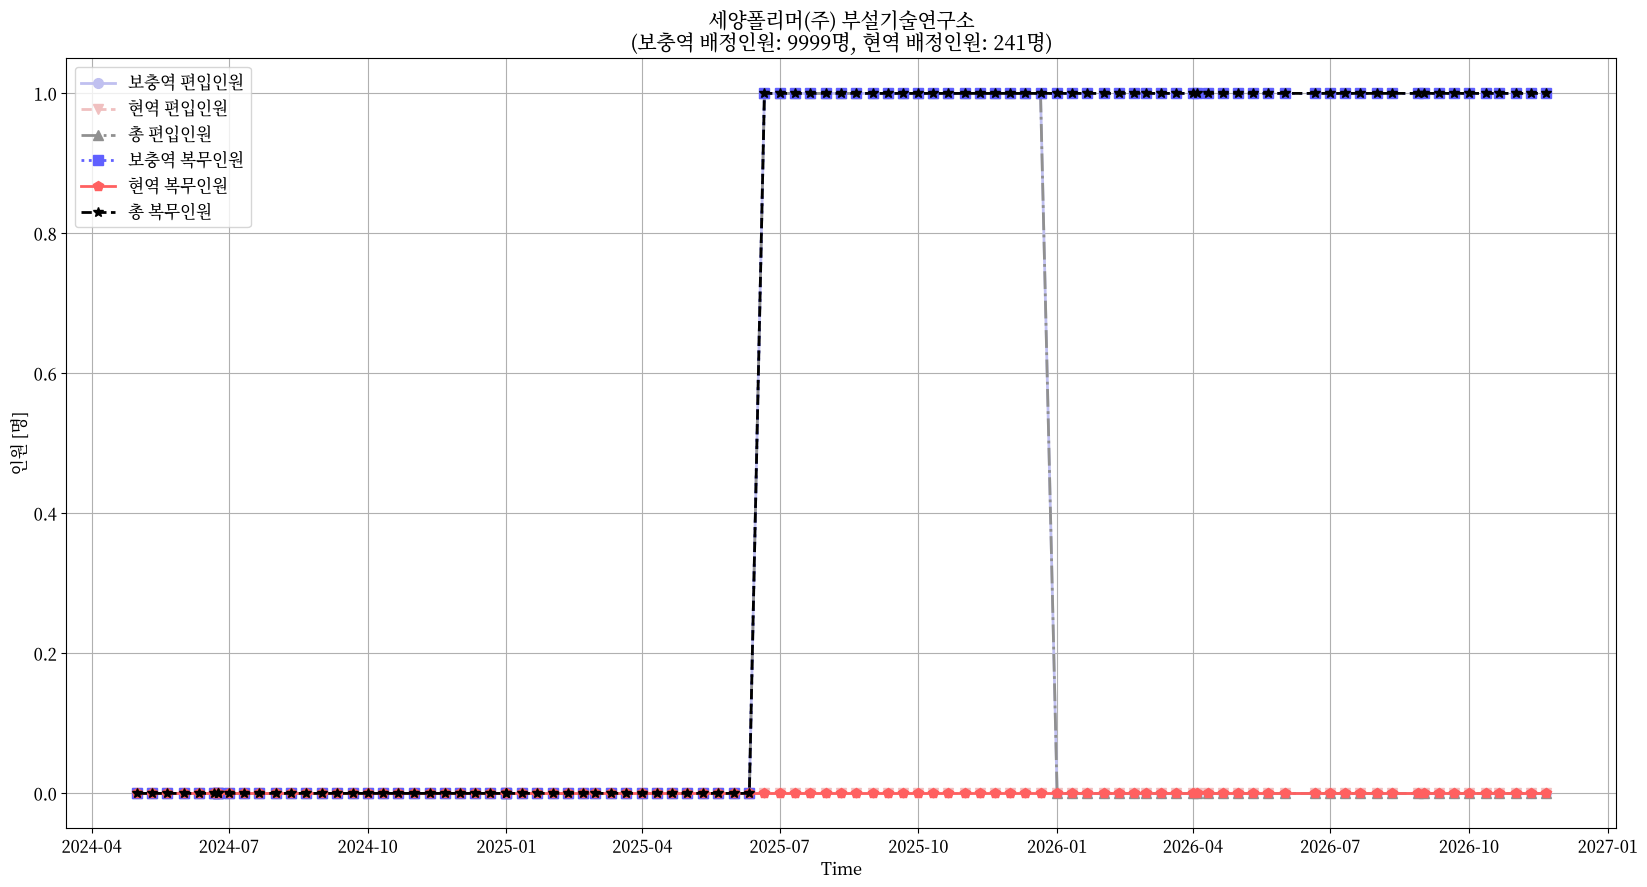 세양폴리머(주) 부설기술연구소
(보충역 배정인원: 9999명, 현역 배정인원: 241명)
보충역 편입인원
현역 편입인원
총 편입인원
보충역 복무인원
현역 복무인원
총 복무인원
인원 [명]
1.0
0.8
0.6
0.4
0.2
0.0
2024-04
2024-07
2024-10
2025-01
2025-04
2025-07
2025-10
2026-01
2026-04
2026-07
2026-10
2027-01
Time